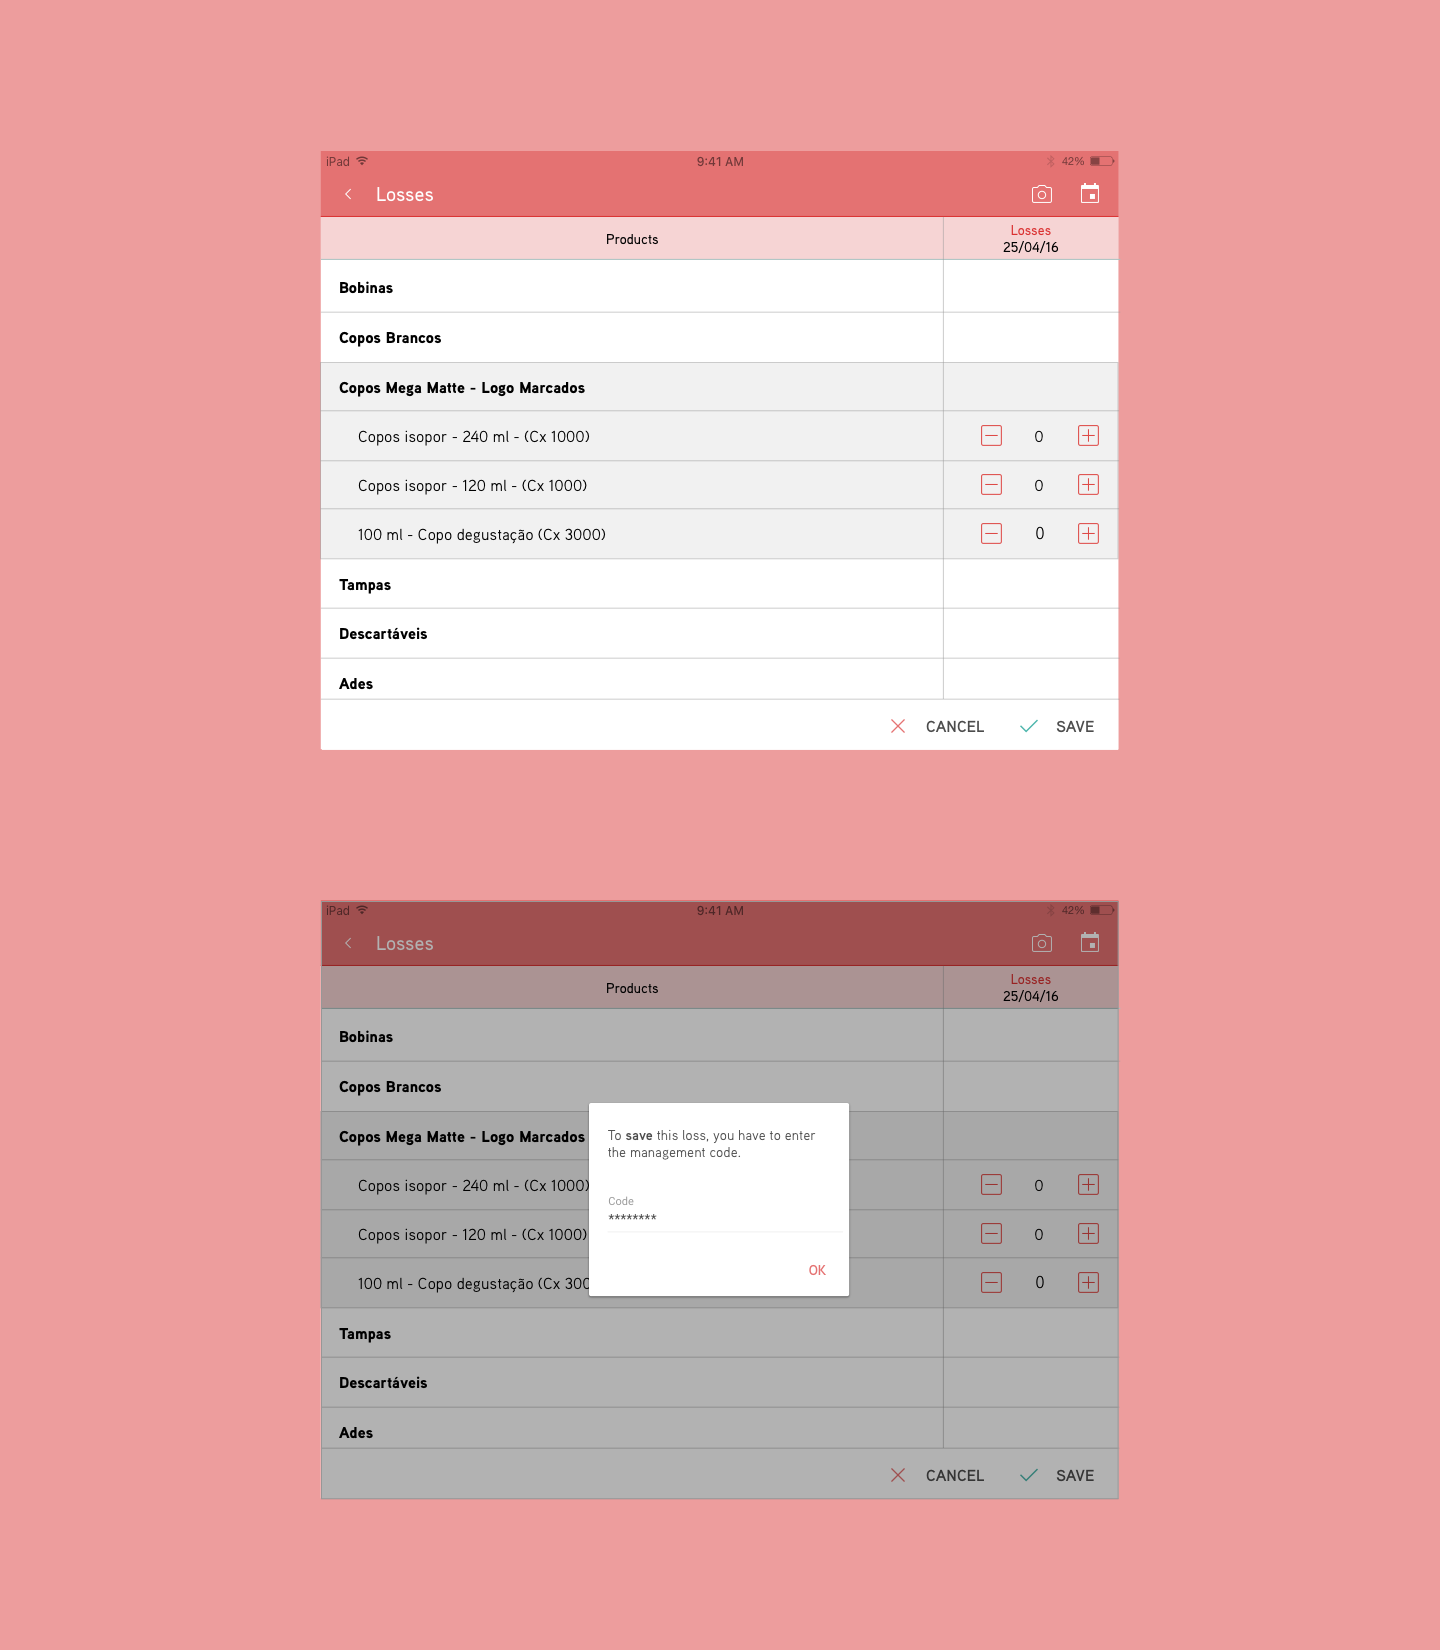 iPad 9:41 AM 42%
Losses
Products Losses
25/04/16
Bobinas
Copos Brancos
Copos Mega Matte - Logo Marcados
Copos isopor - 240 ml - (Cx 1000) 0
Copos isopor - 120 ml - (Cx 1000) 0
100 ml - Copo degustação (Cx 3000) 0
Tampas
Descartáveis
Ades
CANCEL SAVE
iPad 9:41 AM 42%
Losses
Products Losses
25/04/16
Bobinas
Copos Brancos
Copos Mega Matte - Logo Marcados
Copos isopor - 240 ml - (Cx 1000) 0
Copos isopor - 120 ml - (Cx 1000) 0
100 ml - Copo degustação (Cx 300 0
Tampas
Descartáveis
Ades
CANCEL SAVE
To save this loss, you have to enter
the management code.
Code
********
OK